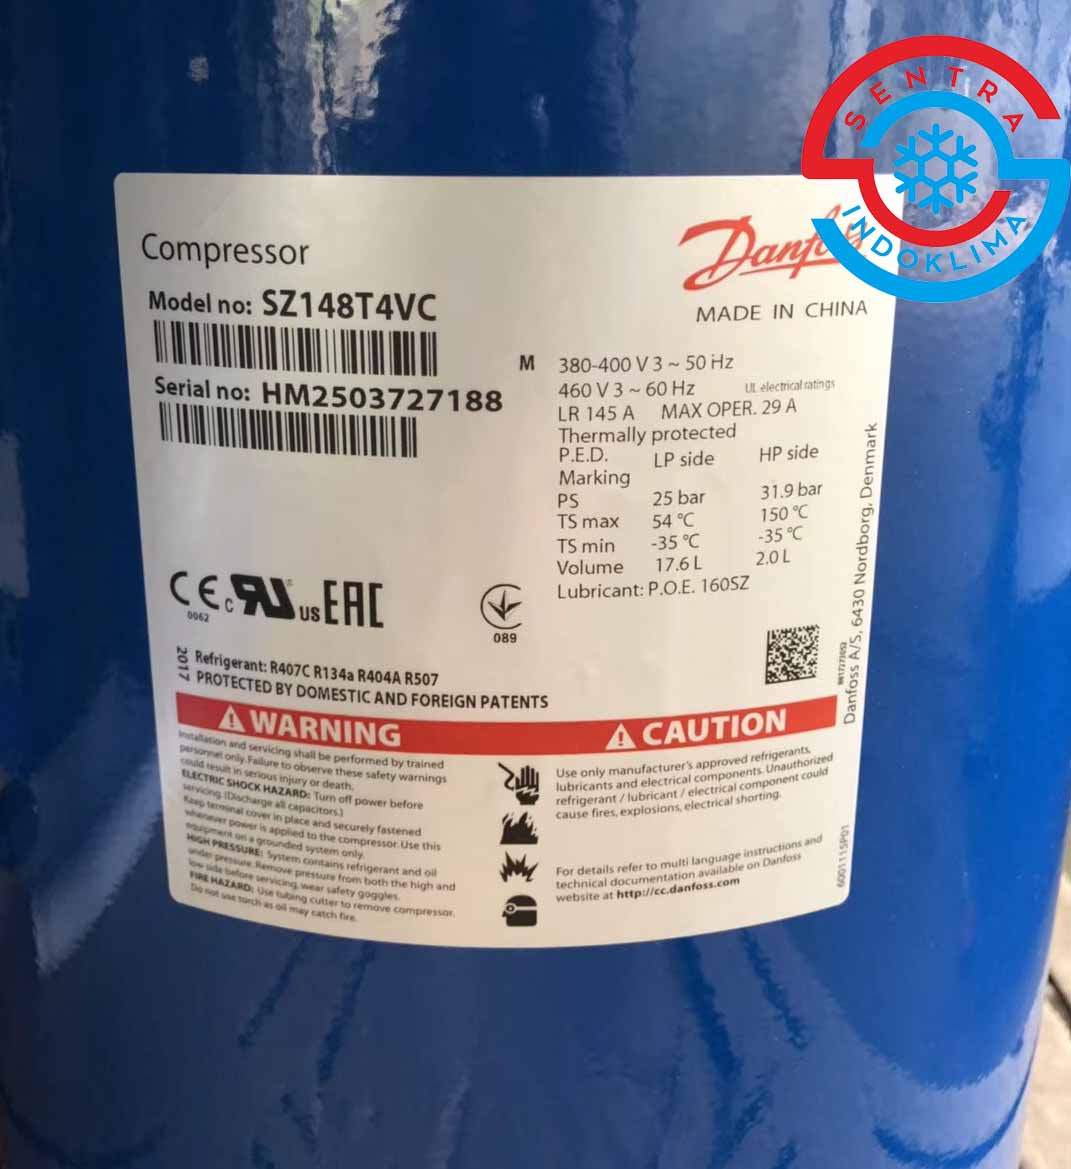 SENTRA
INDOKLIMA
Compressor
Danfoss
MADE IN CHINA
Model no: SZ148T4VC
Serial no: HM2503727188
M 380-400 V 3 ~ 50 Hz
460 V 3 ~ 60 Hz UL electrical ratings
LR 145 A MAX OPER. 29 A
Thermally protected
P.E.D. LP side HP side
Marking
PS 25 bar 31.9 bar
TS max 54 °C 150 °C
TS min -35 °C -35 °C
Volume 17.6 L 2.0 L
Lubricant: P.O.E. 160SZ
CE c RU us EAC
0062
089
2017
Refrigerant: R407C R134a R404A R507
PROTECTED BY DOMESTIC AND FOREIGN PATENTS
Danfoss A/S, 6430 Nordborg, Denmark
WARNING
Installation and servicing shall be performed by trained
personnel only. Failure to observe these safety warnings
could result in serious injury or death.
ELECTRIC SHOCK HAZARD: Turn off power before
servicing. (Discharge all capacitors.)
Keep terminal cover in place and securely fastened
whenever power is applied to the compressor. Use this
equipment on a grounded system only.
HIGH PRESSURE: System contains refrigerant and oil
under pressure. Remove pressure from both the high and
low side before servicing, wear safety goggles.
FIRE HAZARD: Use tubing cutter to remove compressor.
Do not use torch as oil may catch fire.
CAUTION
Use only manufacturer's approved refrigerants,
lubricants and electrical components. Unauthorized
refrigerant / lubricant / electrical component could
cause fires, explosions, electrical shorting.
For details refer to multi language instructions and
technical documentation available on Danfoss
website at http://cc.danfoss.com